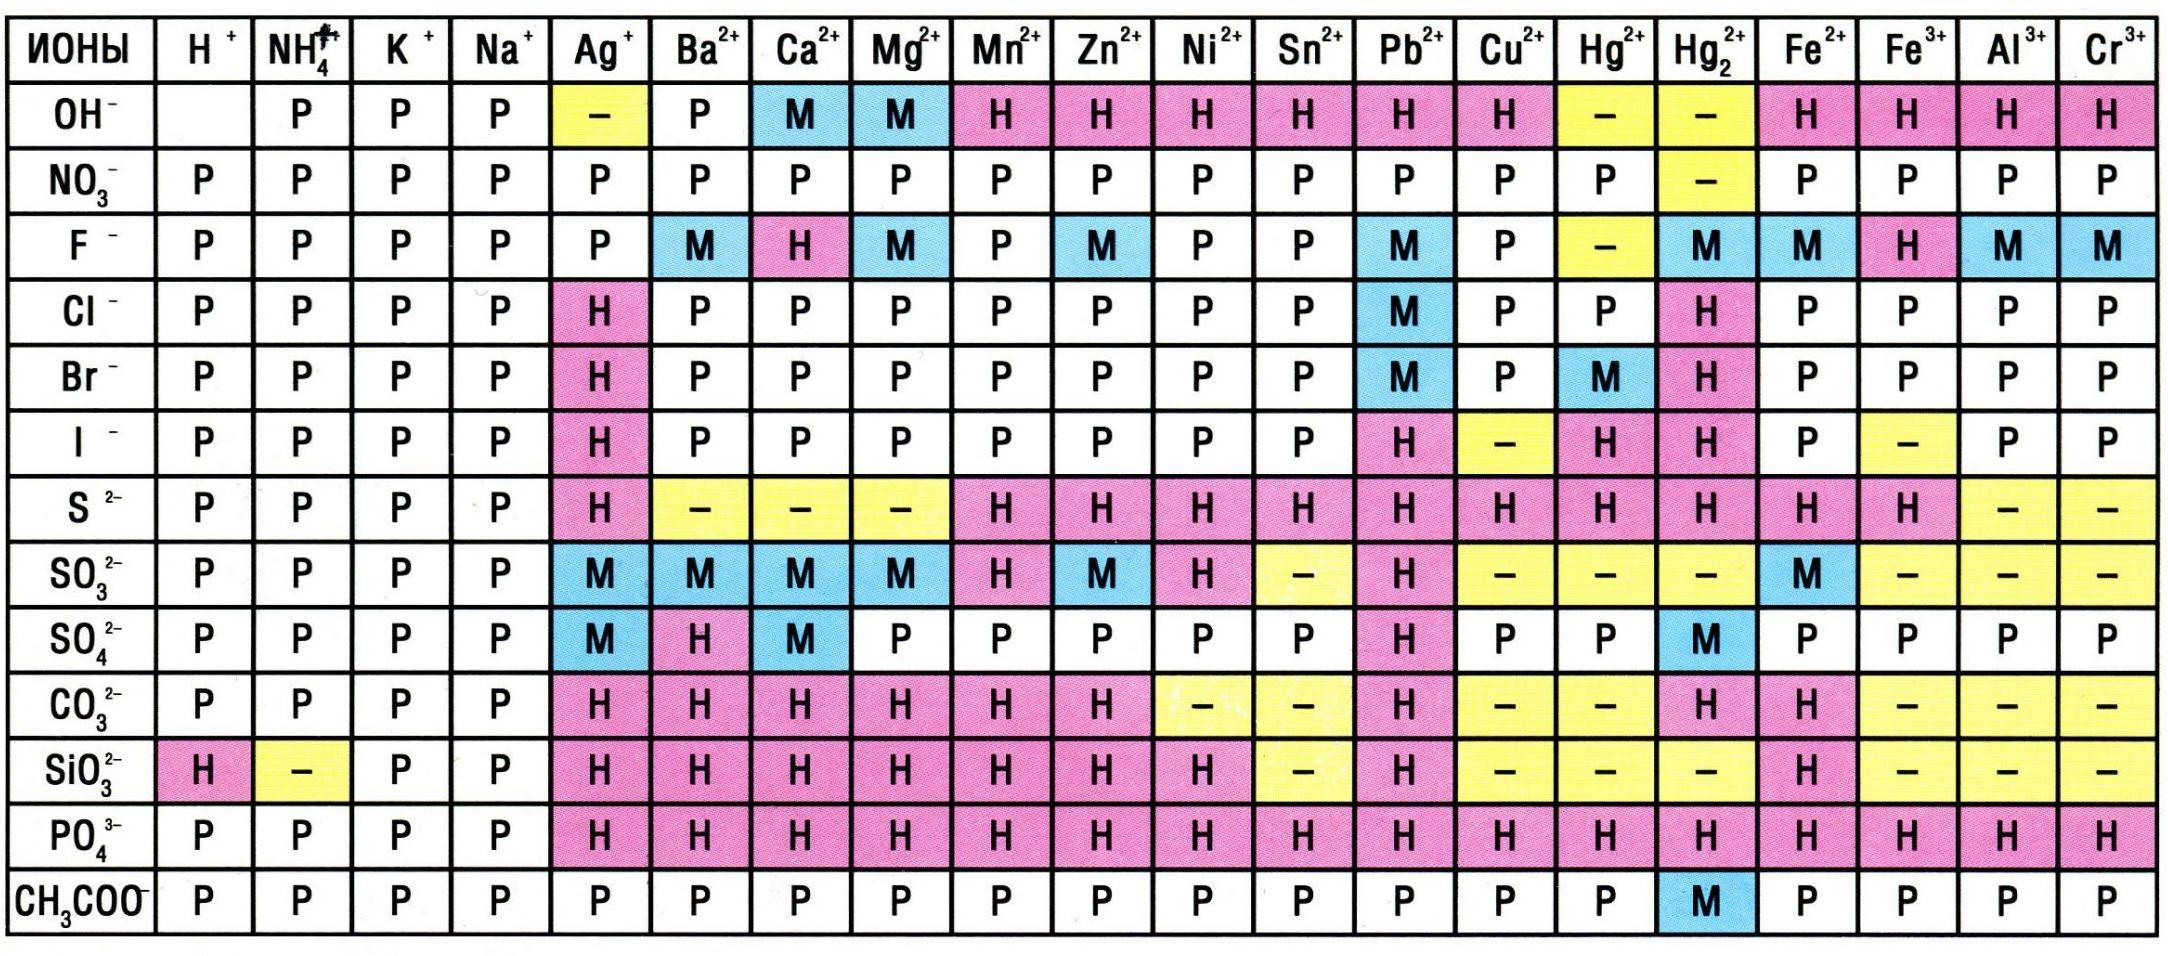 ИОНЫ H⁺ NH₄⁺ K⁺ Na⁺ Ag⁺ Ba²⁺ Ca²⁺ Mg²⁺ Mn²⁺ Zn²⁺ Ni²⁺ Sn²⁺ Pb²⁺ Cu²⁺ Hg²⁺ Hg₂²⁺ Fe²⁺ Fe³⁺ Al³⁺ Cr³⁺
OH⁻ Р Р Р – Р М М Н Н Н Н Н Н – – Н Н Н Н
NO₃⁻ Р Р Р Р Р Р Р Р Р Р Р Р Р Р Р – Р Р Р Р
F⁻ Р Р Р Р Р М Н М Р М Р Р М Р – М М Н М М
Cl⁻ Р Р Р Р Н Р Р Р Р Р Р Р М Р Р Н Р Р Р Р
Br⁻ Р Р Р Р Н Р Р Р Р Р Р Р М Р М Н Р Р Р Р
I⁻ Р Р Р Р Н Р Р Р Р Р Р Р Н – Н Н Р – Р Р
S²⁻ Р Р Р Р Н – – – Н Н Н Н Н Н Н Н Н Н – –
SO₃²⁻ Р Р Р Р М М М М Н М Н – Н – – – М – – –
SO₄²⁻ Р Р Р Р М Н М Р Р Р Р Р Н Р Р М Р Р Р Р
CO₃²⁻ Р Р Р Р Н Н Н Н Н Н – – Н – – Н Н – – –
SiO₃²⁻ Н – Р Р Н Н Н Н Н Н Н – Н – – – Н – – –
PO₄³⁻ Р Р Р Р Н Н Н Н Н Н Н Н Н Н Н Н Н Н Н Н
CH₃COO⁻ Р Р Р Р Р Р Р Р Р Р Р Р Р Р Р М Р Р Р Р